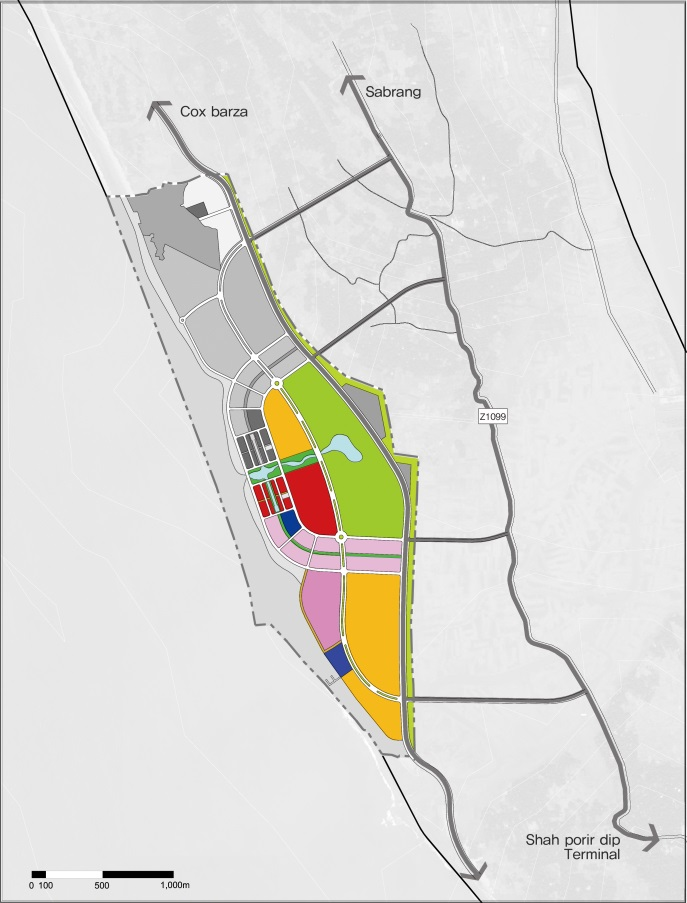 Sabrang
Cox barza
Z1099
Shah porir dip
Terminal
0 100 500 1,000m